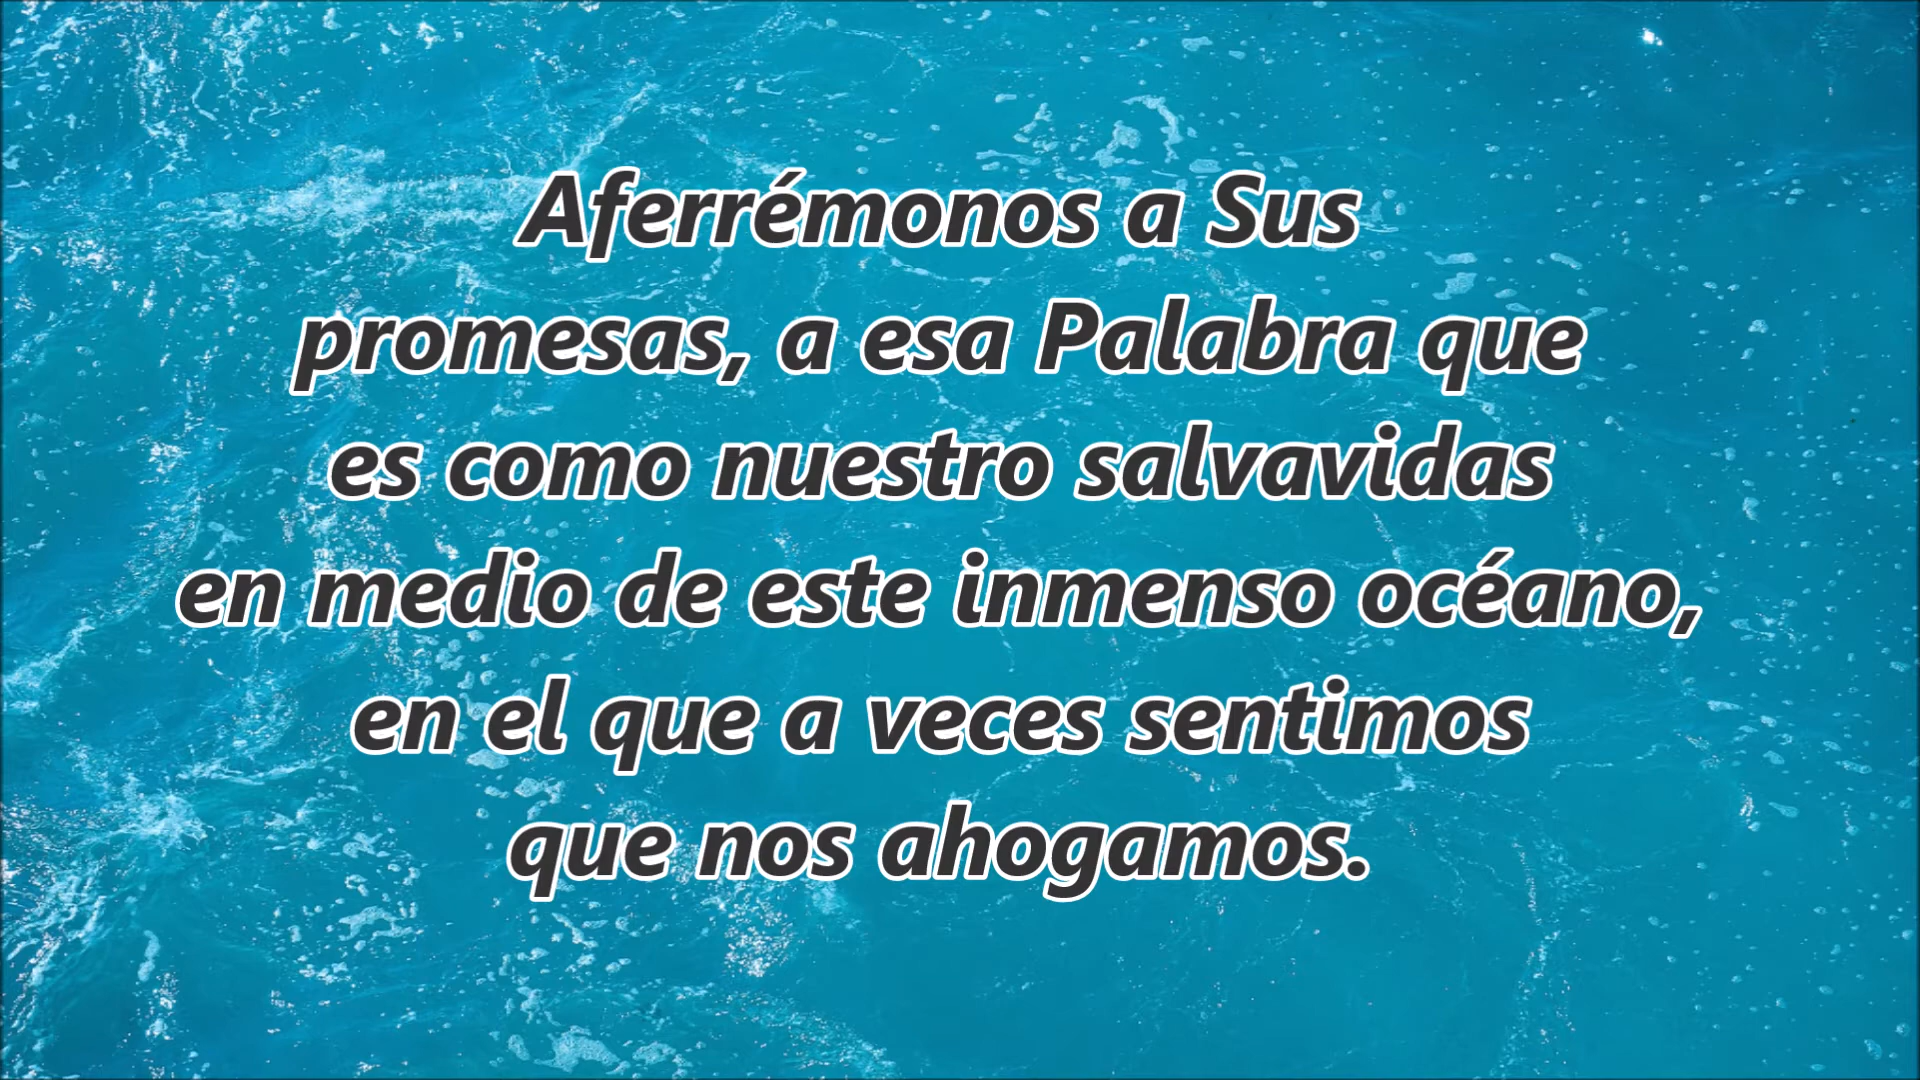 Aferrémonos a Sus
promesas, a esa Palabra que
es como nuestro salvavidas
en medio de este inmenso océano,
en el que a veces sentimos
que nos ahogamos.